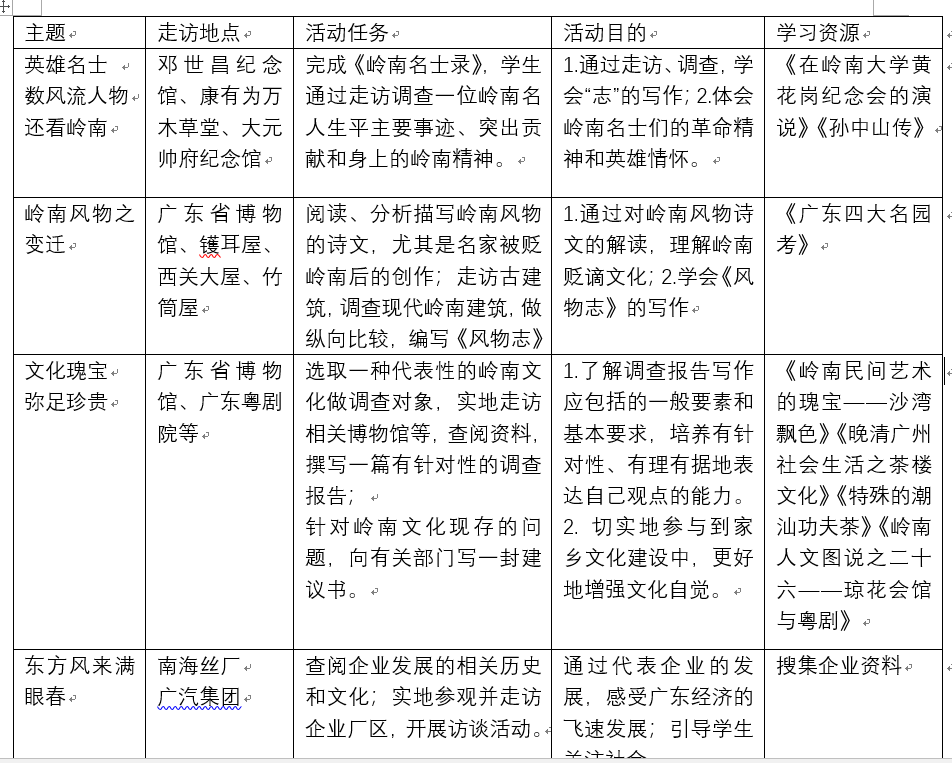 主题 走访地点 活动任务 活动目的 学习资源
英雄名士
数风流人物
还看岭南
邓世昌纪念
馆、康有为万
木草堂、大元
帅府纪念馆
完成《岭南名士录》，学生
通过走访调查一位岭南名
人生平主要事迹、突出贡
献和身上的岭南精神。
1.通过走访、调查，学
会“志”的写作；2.体会
岭南名士们的革命精
神和英雄情怀。
《在岭南大学黄
花岗纪念会的演
说》《孙中山传》
岭南风物之
变迁
广东省博物
馆、镬耳屋、
西关大屋、竹
筒屋
阅读、分析描写岭南风物
的诗文，尤其是名家被贬
岭南后的创作；走访古建
筑，调查现代岭南建筑，做
纵向比较，编写《风物志》
1.通过对岭南风物诗
文的解读，理解岭南
贬谪文化；2.学会《风
物志》的写作
《广东四大名园
考》
文化瑰宝
弥足珍贵
广东省博物
馆、广东粤剧
院等
选取一种代表性的岭南文
化做调查对象，实地走访
相关博物馆等，查阅资料，
撰写一篇有针对性的调查
报告；
针对岭南文化现存的问
题，向有关部门写一封建
议书。
1.了解调查报告写作
应包括的一般要素和
基本要求，培养有针
对性、有理有据地表
达自己观点的能力。
2. 切实地参与到家
乡文化建设中，更好
地增强文化自觉。
《岭南民间艺术
的瑰宝——沙湾
飘色》《晚清广州
社会生活之茶楼
文化》《特殊的潮
汕功夫茶》《岭南
人文图说之二十
六——琼花会馆
与粤剧》
东方风来满
眼春
南海丝厂
广汽集团
查阅企业发展的相关历史
和文化；实地参观并走访
企业厂区，开展访谈活动。
通过代表企业的发
展，感受广东经济的
飞速发展；引导学生
搜集企业资料